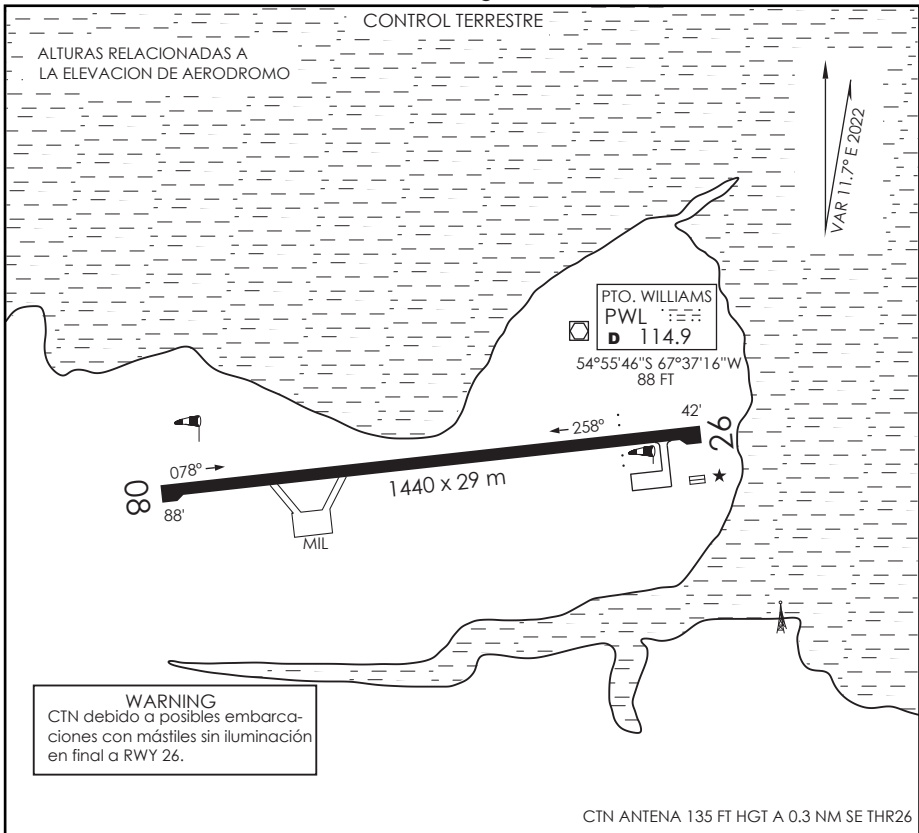 CONTROL TERRESTRE
ALTURAS RELACIONADAS A
LA ELEVACION DE AERODROMO
VAR 11.7° E 2022
PTO. WILLIAMS
PWL
D 114.9
54°55'46"S 67°37'16"W
88 FT
42'
26
258°
078°
1440 x 29 m
08
88'
MIL
WARNING
CTN debido a posibles embarca-
ciones con mástiles sin iluminación
en final a RWY 26.
CTN ANTENA 135 FT HGT A 0.3 NM SE THR26